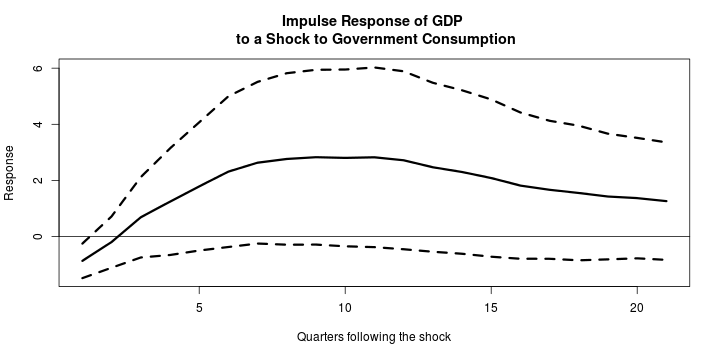 Impulse Response of GDP
to a Shock to Government Consumption
Response
6
4
2
0
5 10 15 20
Quarters following the shock